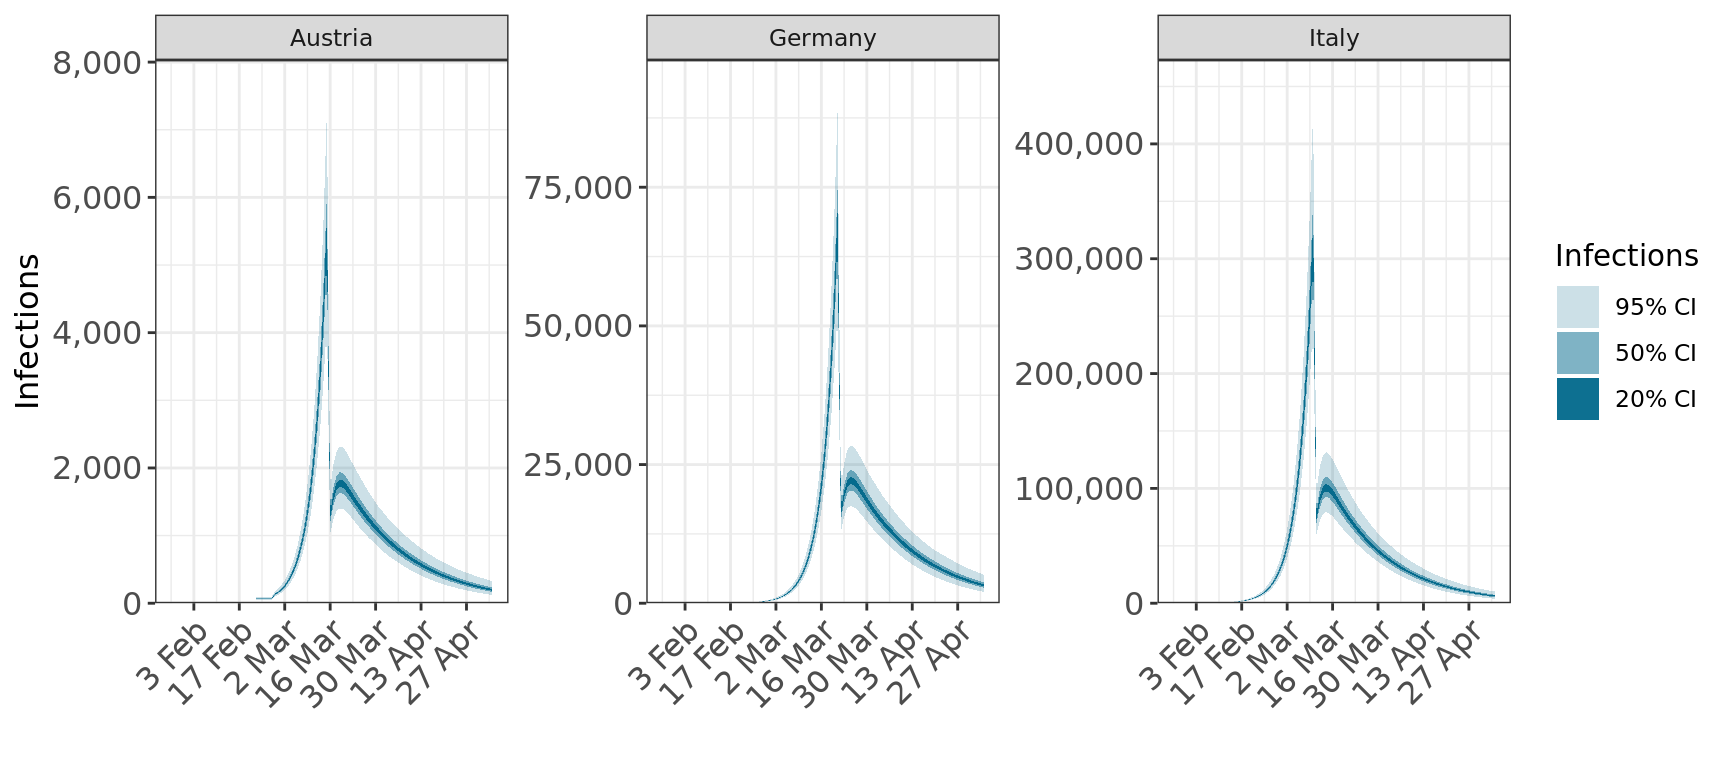 Austria
Germany
Italy
Infections
8,000
6,000
4,000
2,000
0
3 Feb
17 Feb
2 Mar
16 Mar
30 Mar
13 Apr
27 Apr
75,000
50,000
25,000
0
3 Feb
17 Feb
2 Mar
16 Mar
30 Mar
13 Apr
27 Apr
400,000
300,000
200,000
100,000
0
3 Feb
17 Feb
2 Mar
16 Mar
30 Mar
13 Apr
27 Apr
Infections
95% CI
50% CI
20% CI